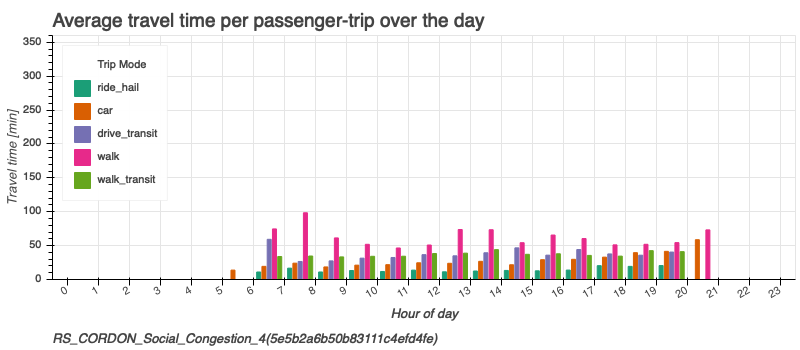 Average travel time per passenger-trip over the day
Travel time [min]
350
300
250
200
150
100
50
0
Trip Mode
ride_hail
car
drive_transit
walk
walk_transit
0 1 2 3 4 5 6 7 8 9 10 11 12 13 14 15 16 17 18 19 20 21 22 23
Hour of day
RS_CORDON_Social_Congestion_4(5e5b2a6b50b83111c4efd4fe)